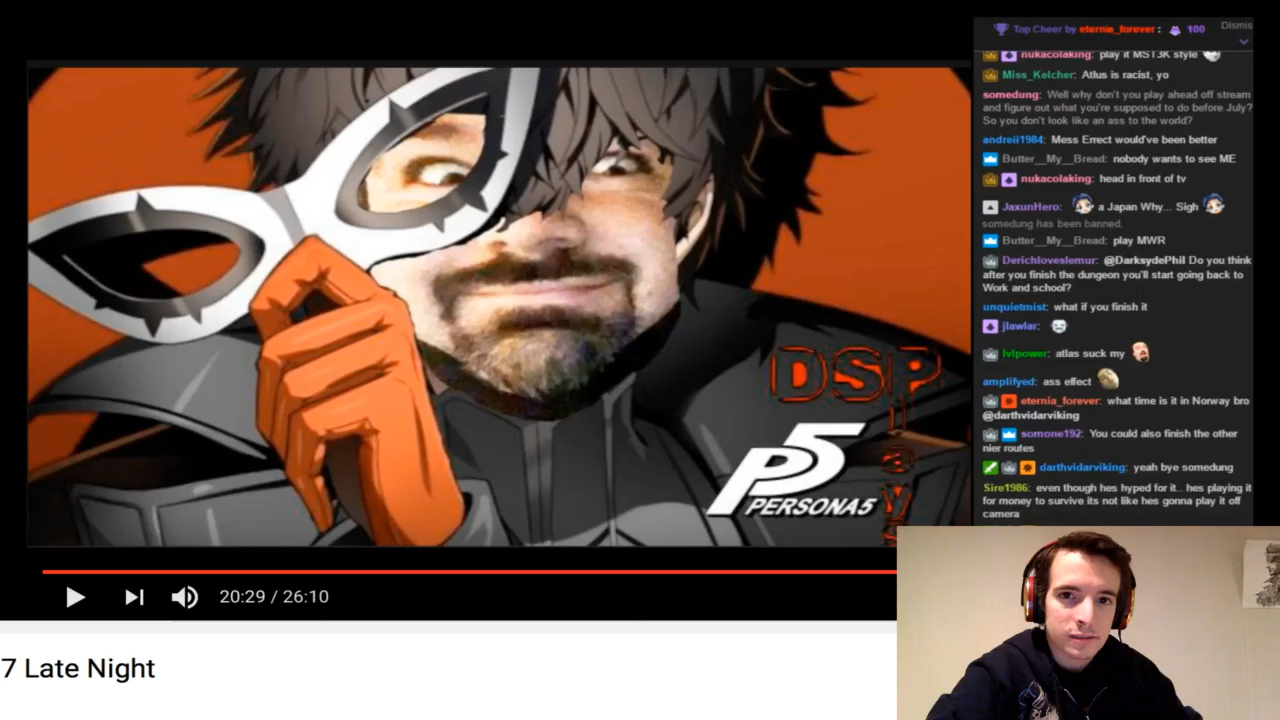 Top Cheer by eternia_forever : 100
Dismis
nukacolaking: play it MST3K style
Miss_Kelcher: Atlus is racist, yo
somedung: Well why don't you play ahead off stream
and figure out what you're supposed to do before July?
So you don't look like an ass to the world?
andreii1984: Mess Errect would've been better
Butter__My__Bread: nobody wants to see ME
nukacolaking: head in front of tv
JaxunHero: a Japan Why... Sigh
somedung has been banned.
Butter__My__Bread: play MWR
Derichloveslemur: @DarksydePhil Do you think
after you finish the dungeon you'll start going back to
Work and school?
unquietmist: what if you finish it
jlawlar:
lvlpower: atlas suck my
amplifyed: ass effect
eternia_forever: what time is it in Norway bro
@darthvidarviking
somone192: You could also finish the other
nier routes
darthvidarviking: yeah bye somedung
Sire1986: even though hes hyped for it.. hes playing it
for money to survive its not like hes gonna play it off
camera
DSP
Plays
P5
PERSONA5
20:29 / 26:10
7 Late Night